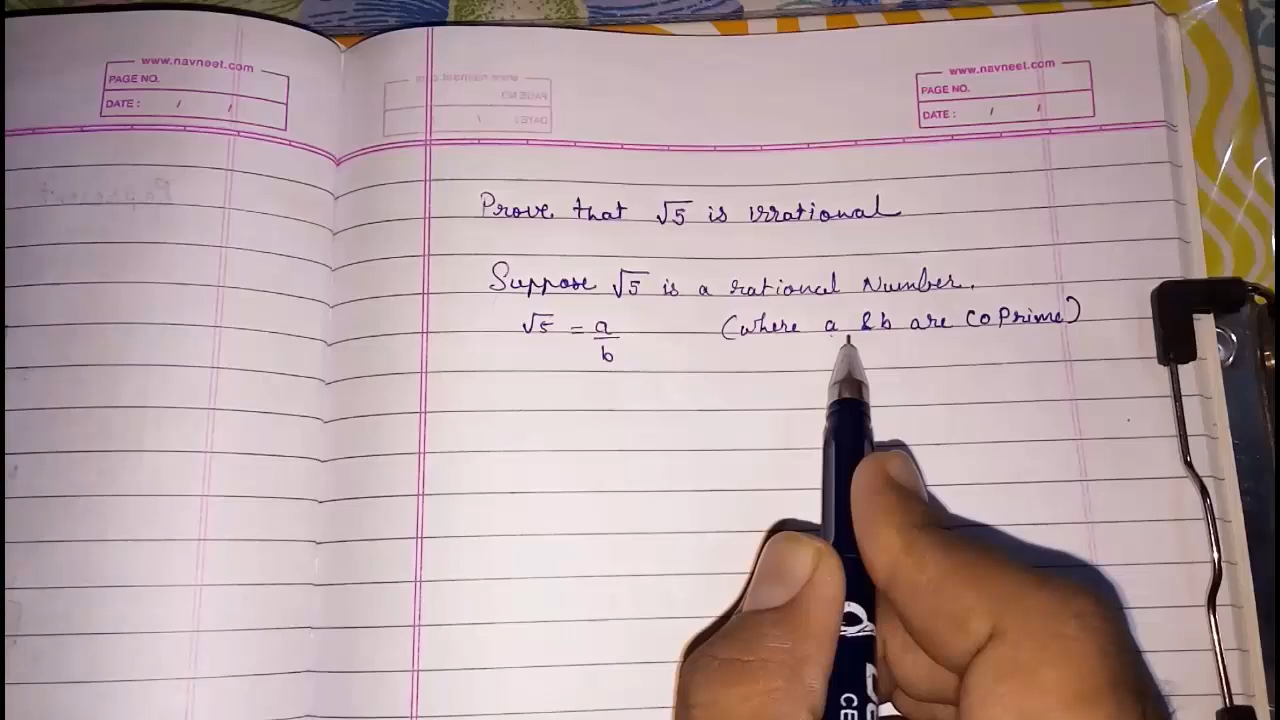 www.navneet.com
PAGE NO.
DATE : / /
www.navneet.com
PAGE NO.
DATE : / /
Prove that √5 is irrational
Suppose √5 is a rational Number.
√5 = a/b (where a & b are CoPrime)
CE